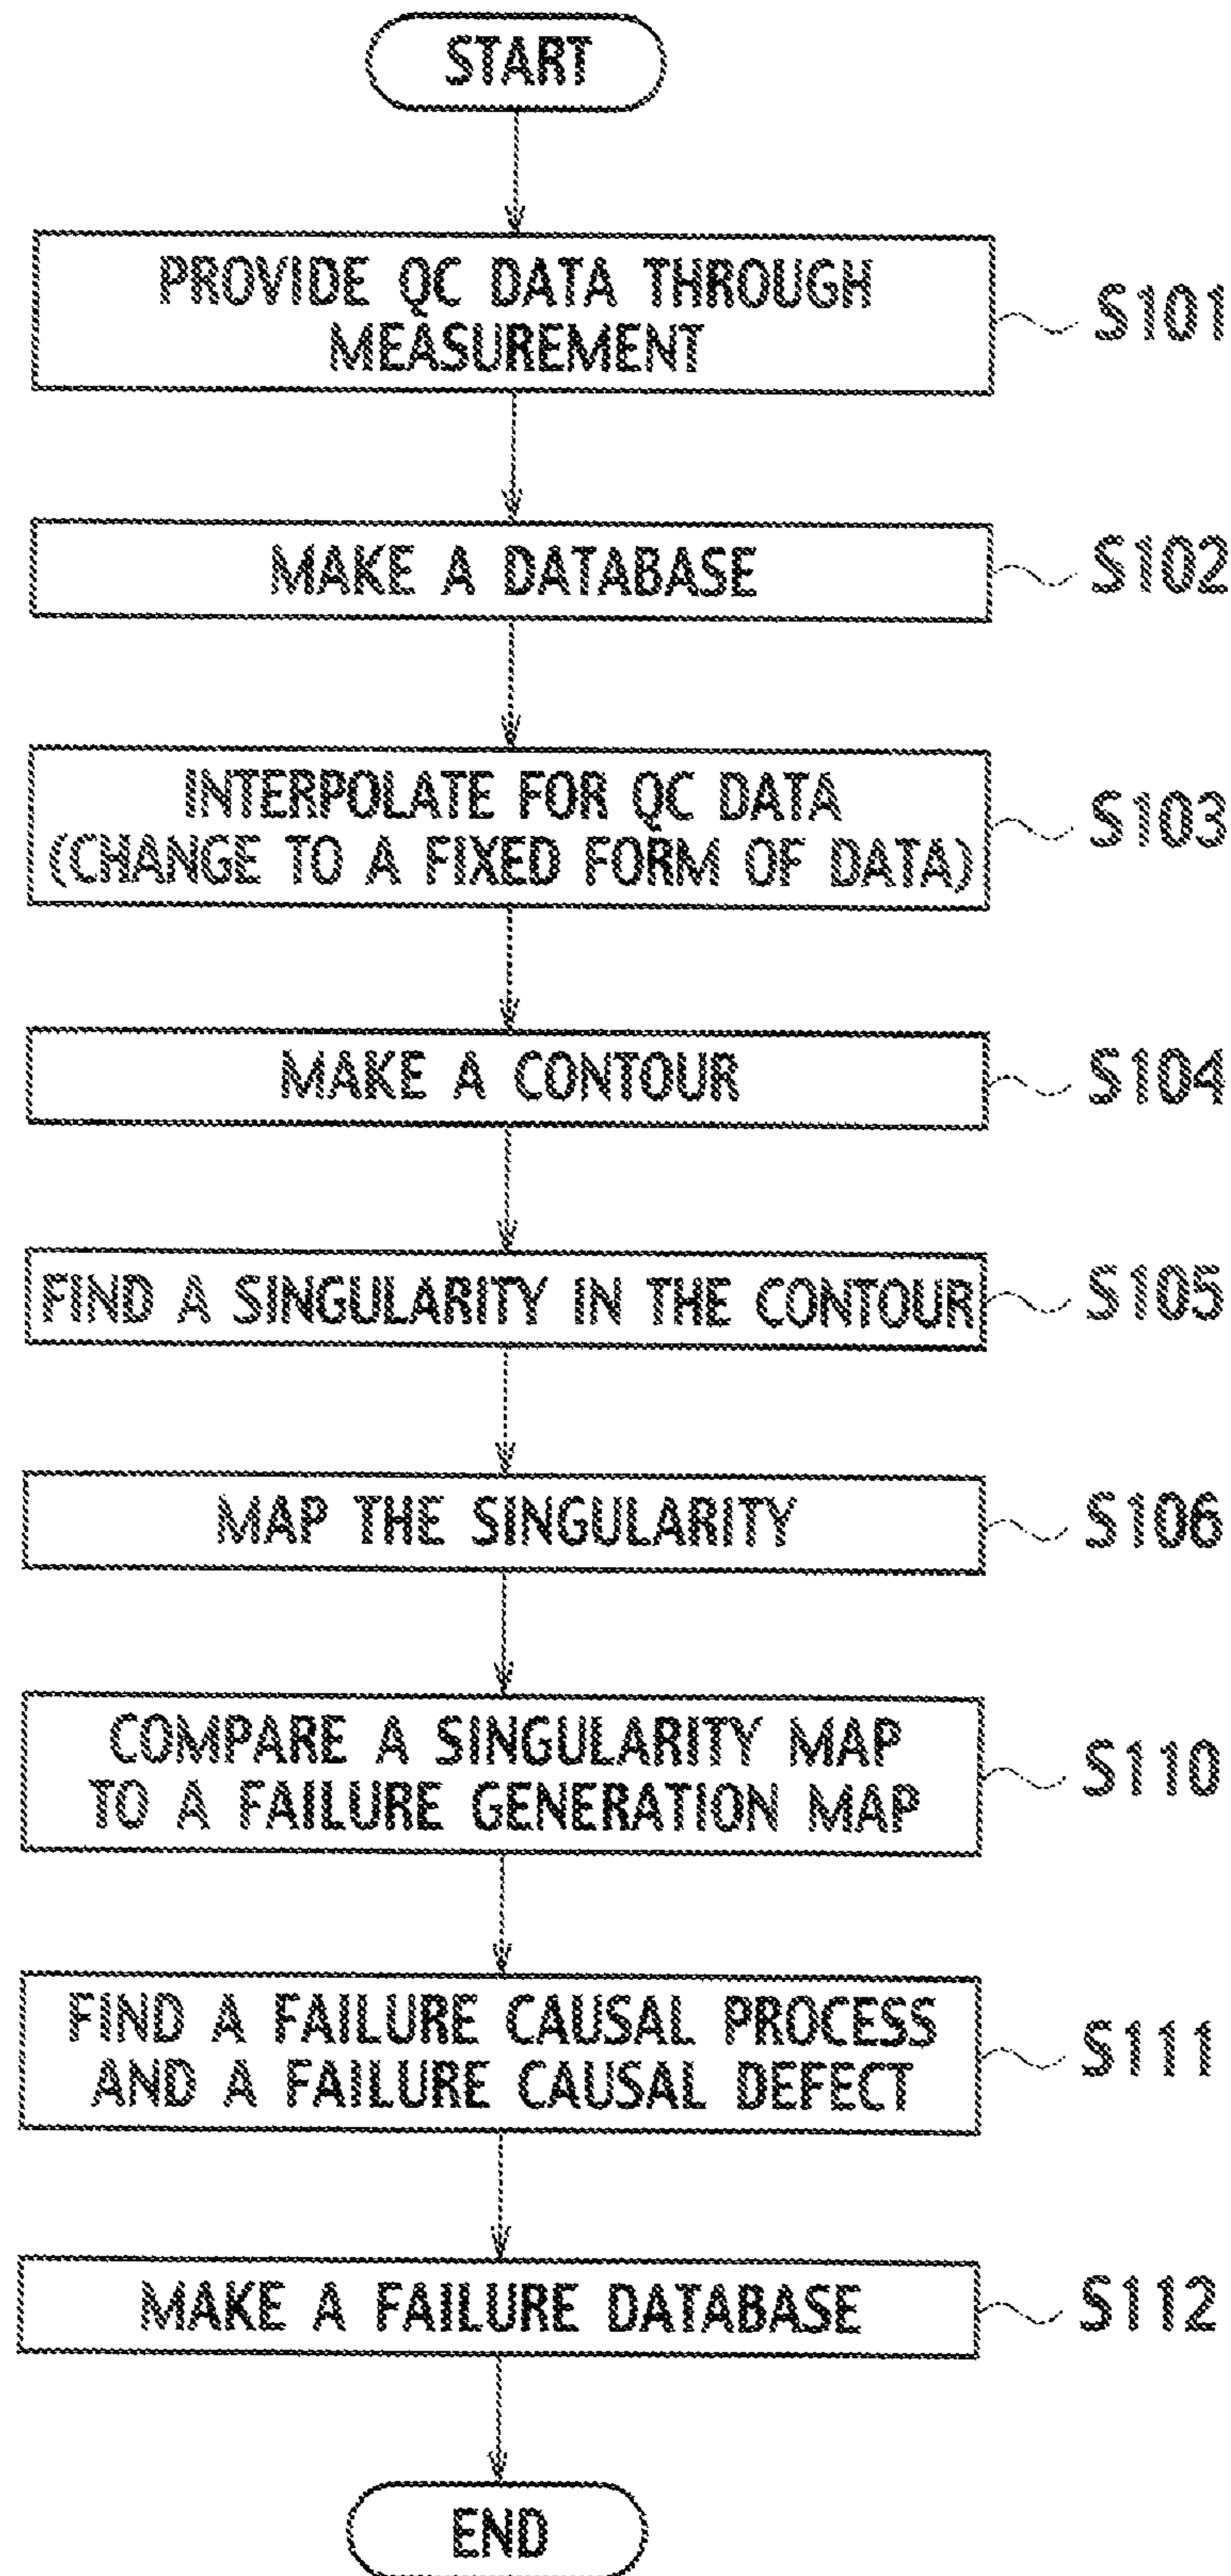 START
PROVIDE QC DATA THROUGH
MEASUREMENT
S101
MAKE A DATABASE
S102
INTERPOLATE FOR QC DATA
(CHANGE TO A FIXED FORM OF DATA)
S103
MAKE A CONTOUR
S104
FIND A SINGULARITY IN THE CONTOUR
S105
MAP THE SINGULARITY
S106
COMPARE A SINGULARITY MAP
TO A FAILURE GENERATION MAP
S110
FIND A FAILURE CAUSAL PROCESS
AND A FAILURE CAUSAL DEFECT
S111
MAKE A FAILURE DATABASE
S112
END